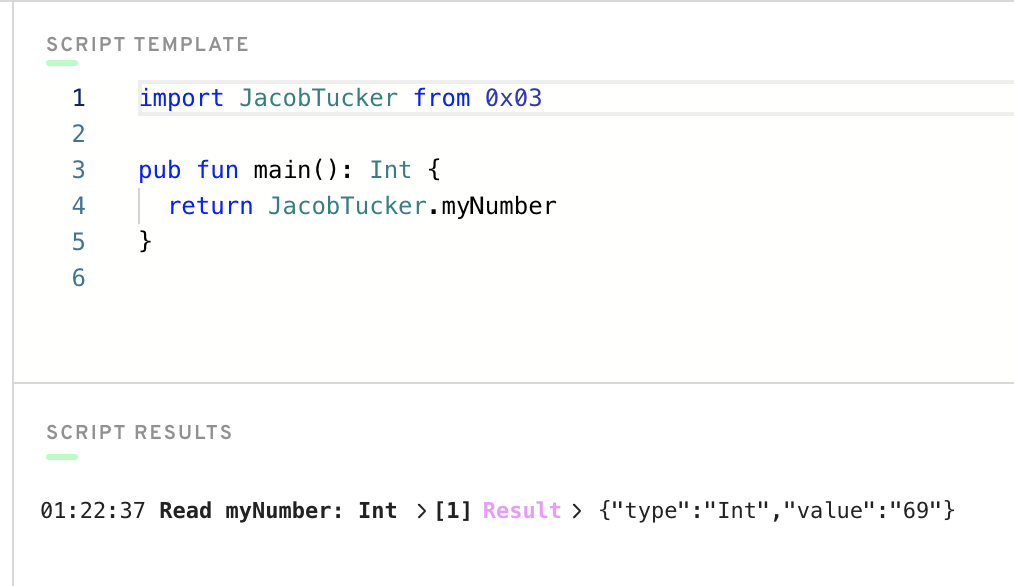 SCRIPT TEMPLATE
1 import JacobTucker from 0x03
2
3 pub fun main(): Int {
4 return JacobTucker.myNumber
5 }
6
SCRIPT RESULTS
01:22:37 Read myNumber: Int >[1] Result > {"type":"Int","value":"69"}